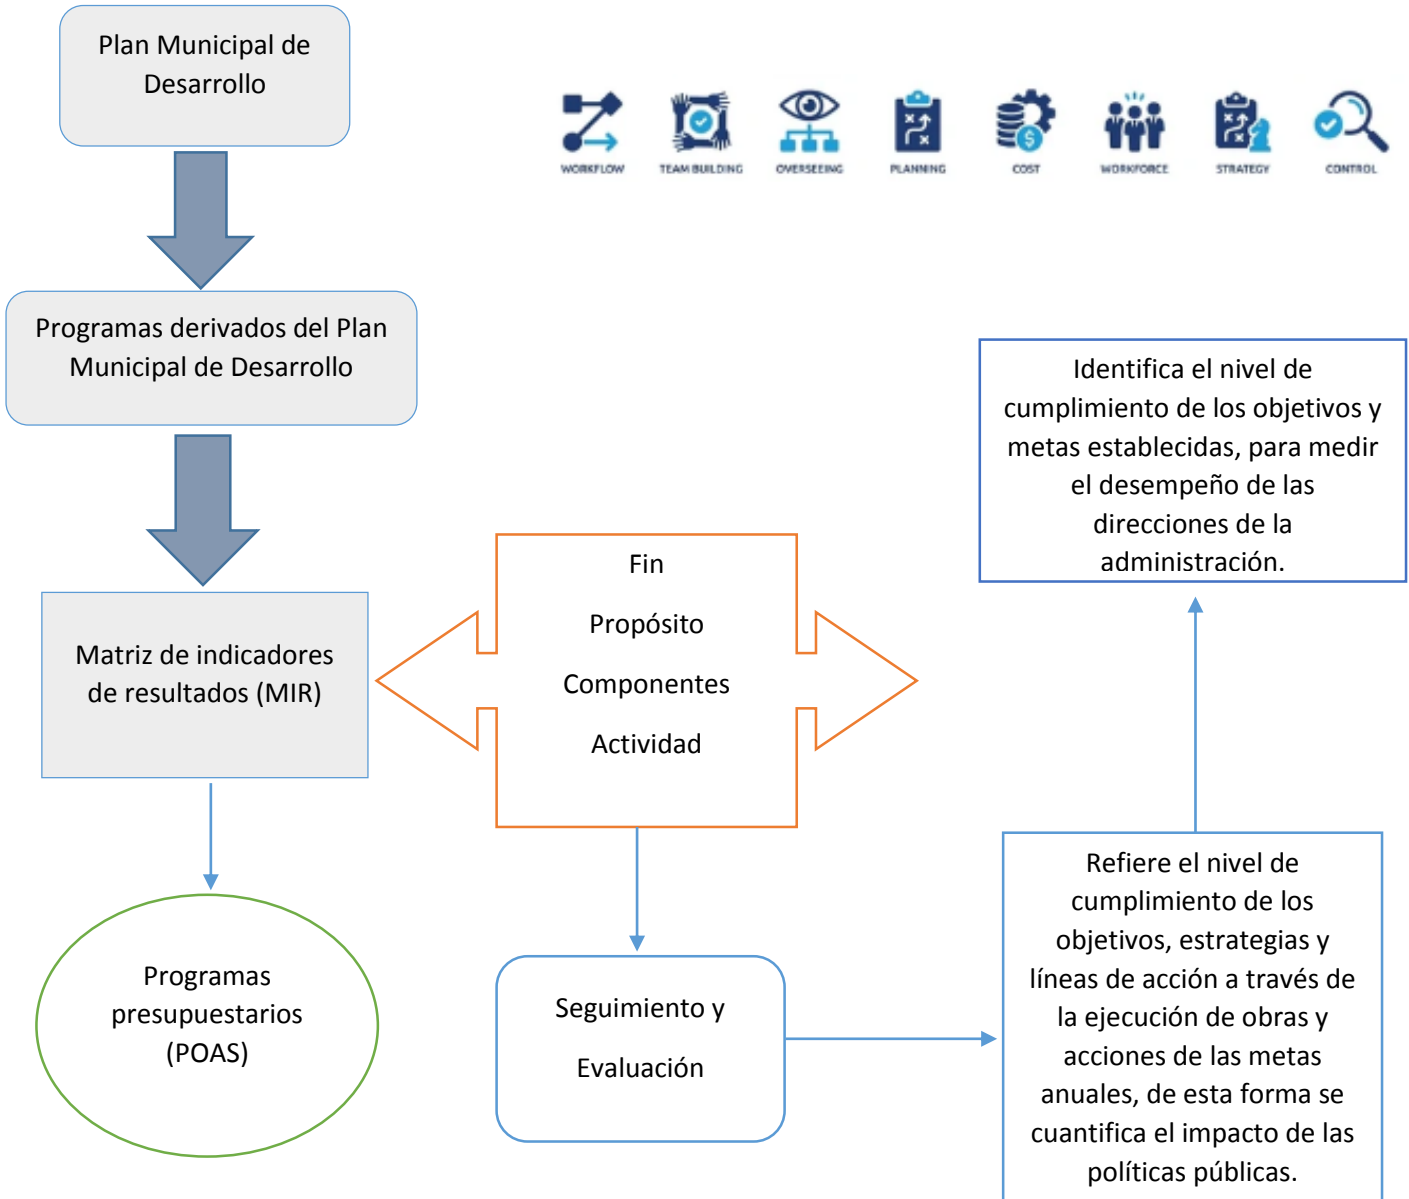 Plan Municipal de
Desarrollo
WORKFLOW
TEAM BUILDING
OVERSEEING
PLANNING
COST
WORKFORCE
STRATEGY
CONTROL
Programas derivados del Plan
Municipal de Desarrollo
Matriz de indicadores
de resultados (MIR)
Fin
Propósito
Componentes
Actividad
Programas
presupuestarios
(POAS)
Seguimiento y
Evaluación
Identifica el nivel de
cumplimiento de los objetivos y
metas establecidas, para medir
el desempeño de las
direcciones de la
administración.
Refiere el nivel de
cumplimiento de los
objetivos, estrategias y
líneas de acción a través de
la ejecución de obras y
acciones de las metas
anuales, de esta forma se
cuantifica el impacto de las
políticas públicas.